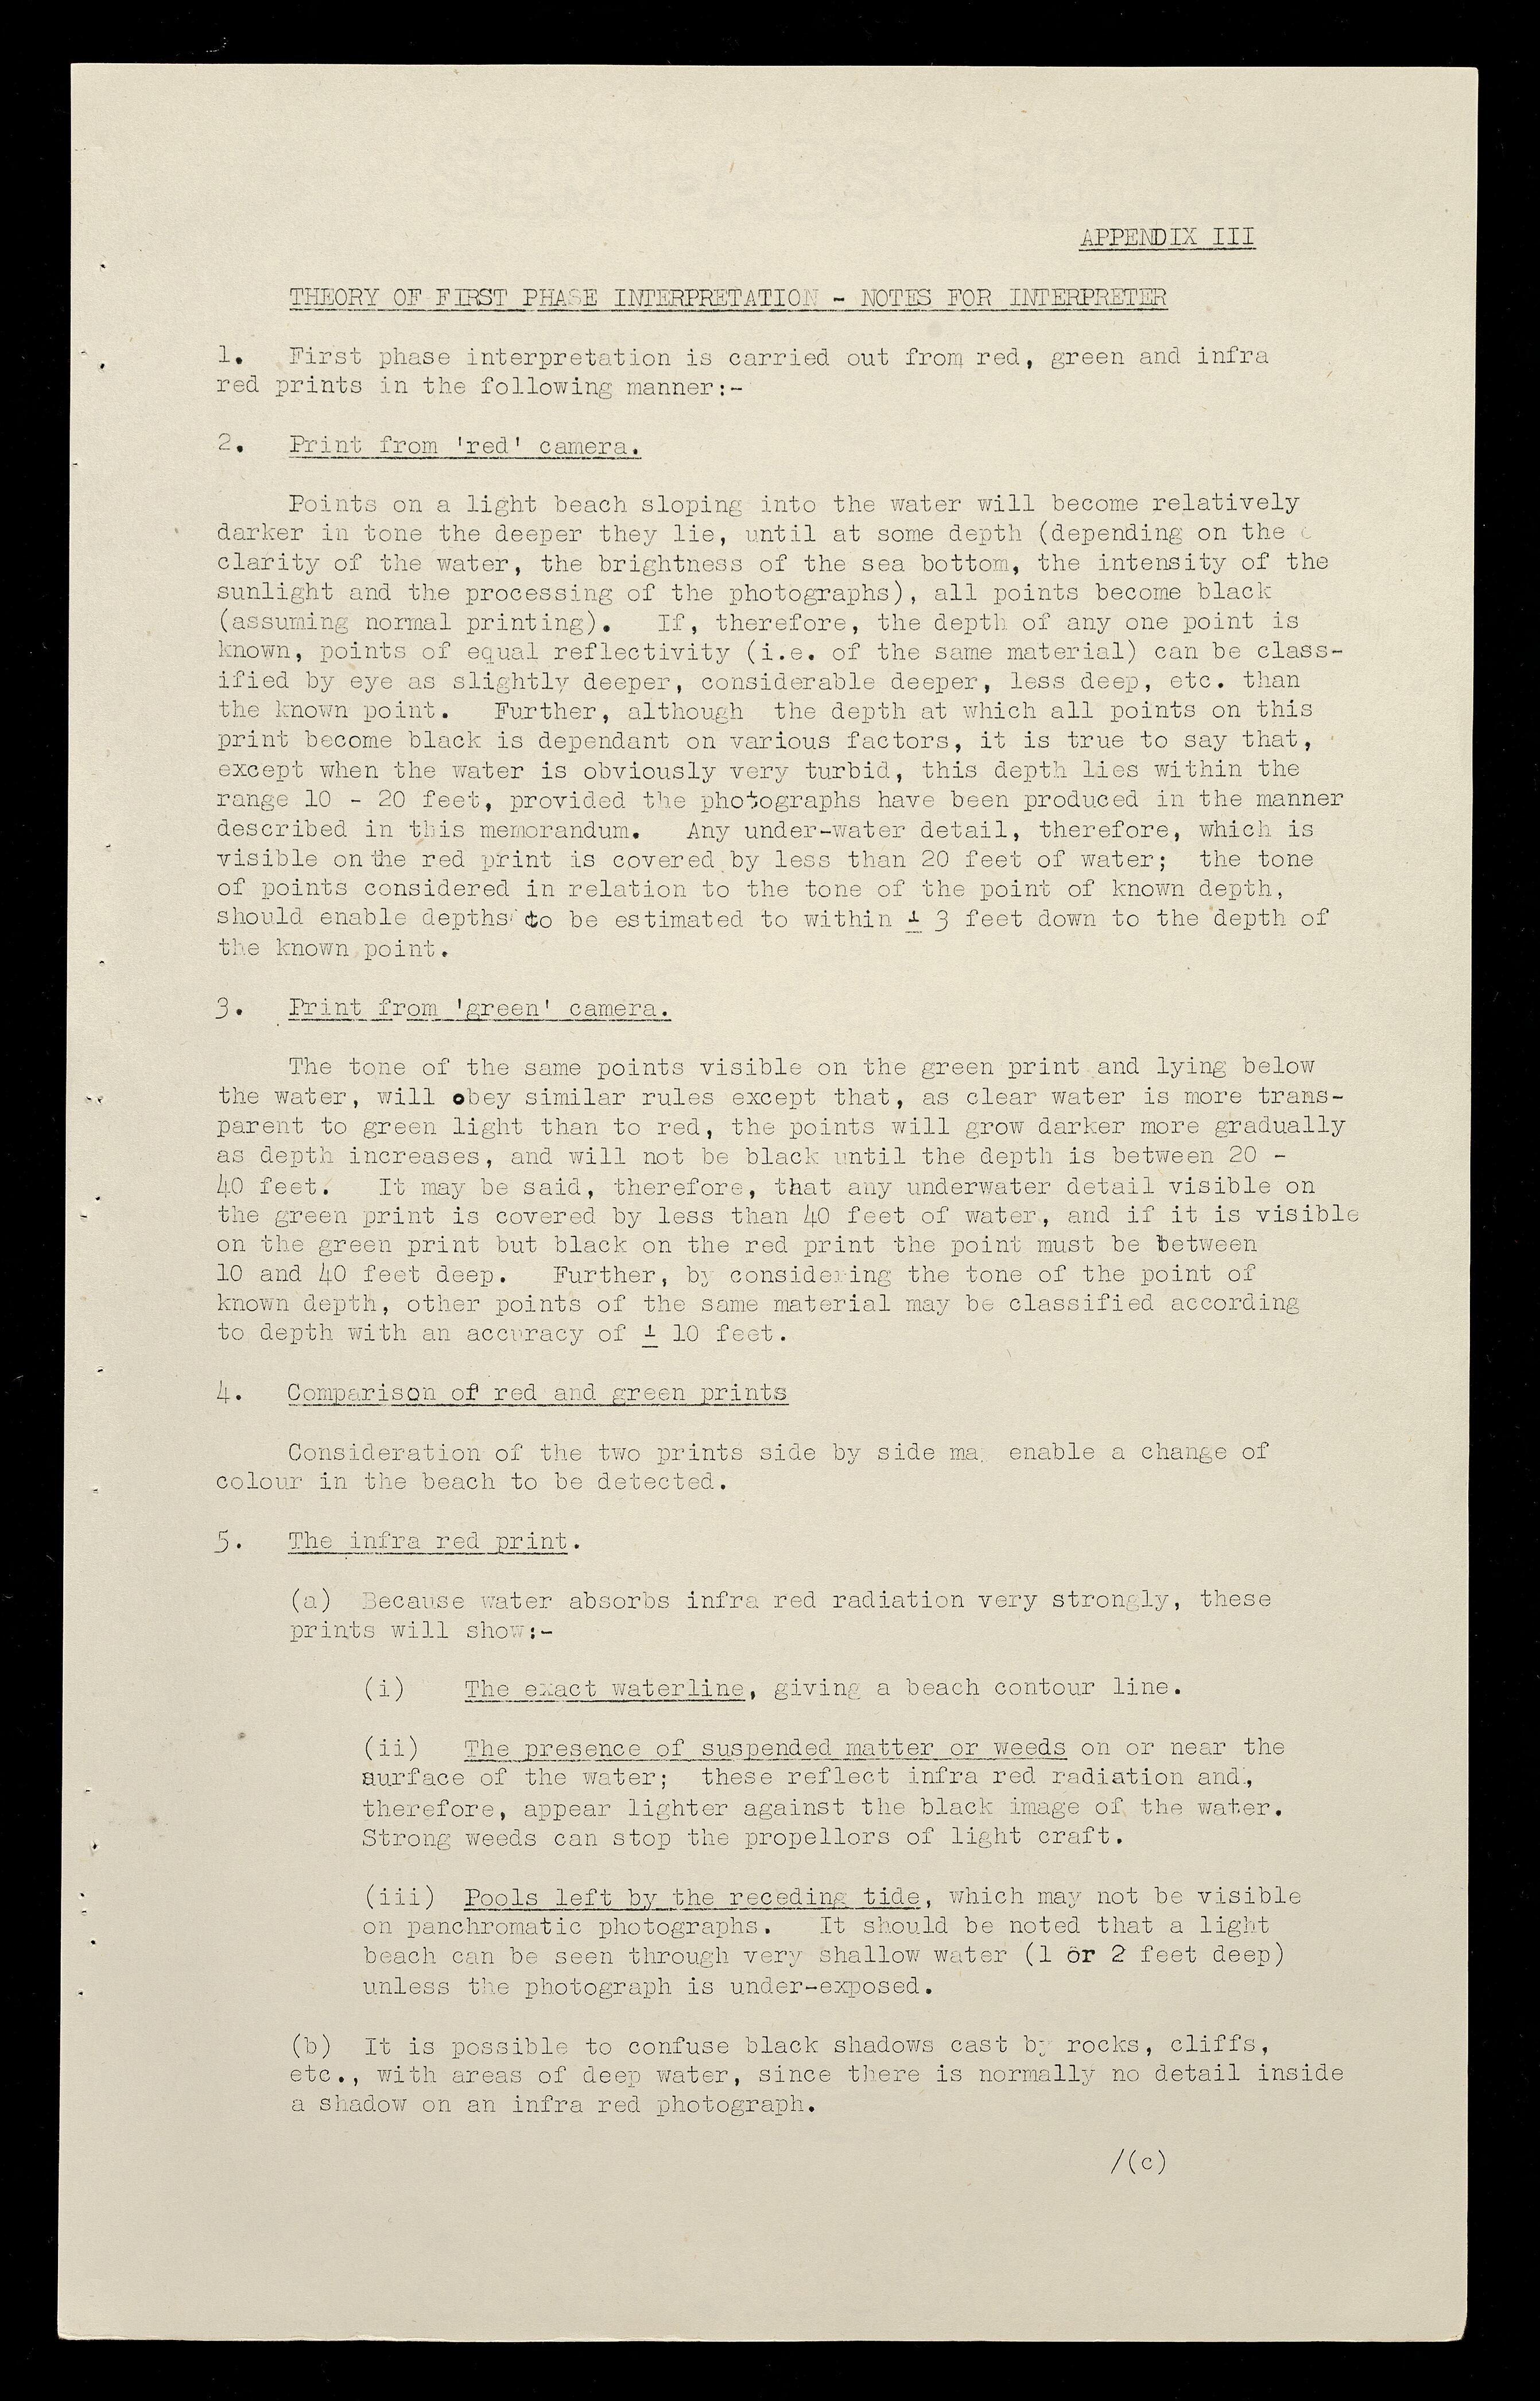 APPENDIX III
THEORY OF FIRST PHASE INTERPRETATION - NOTES FOR INTERPRETER
1. First phase interpretation is carried out from red, green and infra
red prints in the following manner:-
2. Print from 'red' camera.
Points on a light beach sloping into the water will become relatively
darker in tone the deeper they lie, until at some depth (depending on the
clarity of the water, the brightness of the sea bottom, the intensity of the
sunlight and the processing of the photographs), all points become black
(assuming normal printing). If, therefore, the depth of any one point is
known, points of equal reflectivity (i.e. of the same material) can be class-
ified by eye as slightly deeper, considerable deeper, less deep, etc. than
the known point. Further, although the depth at which all points on this
print become black is dependant on various factors, it is true to say that,
except when the water is obviously very turbid, this depth lies within the
range 10 - 20 feet, provided the photographs have been produced in the manner
described in this memorandum. Any under-water detail, therefore, which is
visible on the red print is covered by less than 20 feet of water; the tone
of points considered in relation to the tone of the point of known depth,
should enable depths to be estimated to within ± 3 feet down to the depth of
the known point.
3. Print from 'green' camera.
The tone of the same points visible on the green print and lying below
the water, will obey similar rules except that, as clear water is more trans-
parent to green light than to red, the points will grow darker more gradually
as depth increases, and will not be black until the depth is between 20 -
40 feet. It may be said, therefore, that any underwater detail visible on
the green print is covered by less than 40 feet of water, and if it is visible
on the green print but black on the red print the point must be between
10 and 40 feet deep. Further, by considering the tone of the point of
known depth, other points of the same material may be classified according
to depth with an accuracy of ± 10 feet.
4. Comparison of red and green prints
Consideration of the two prints side by side ma enable a change of
colour in the beach to be detected.
5. The infra red print.
(a) Because water absorbs infra red radiation very strongly, these
prints will show:-
(i) The exact waterline, giving a beach contour line.
(ii) The presence of suspended matter or weeds on or near the
surface of the water; these reflect infra red radiation and,
therefore, appear lighter against the black image of the water.
Strong weeds can stop the propellors of light craft.
(iii) Pools left by the receding tide, which may not be visible
on panchromatic photographs. It should be noted that a light
beach can be seen through very shallow water (1 or 2 feet deep)
unless the photograph is under-exposed.
(b) It is possible to confuse black shadows cast by rocks, cliffs,
etc., with areas of deep water, since there is normally no detail inside
a shadow on an infra red photograph.
/(c)